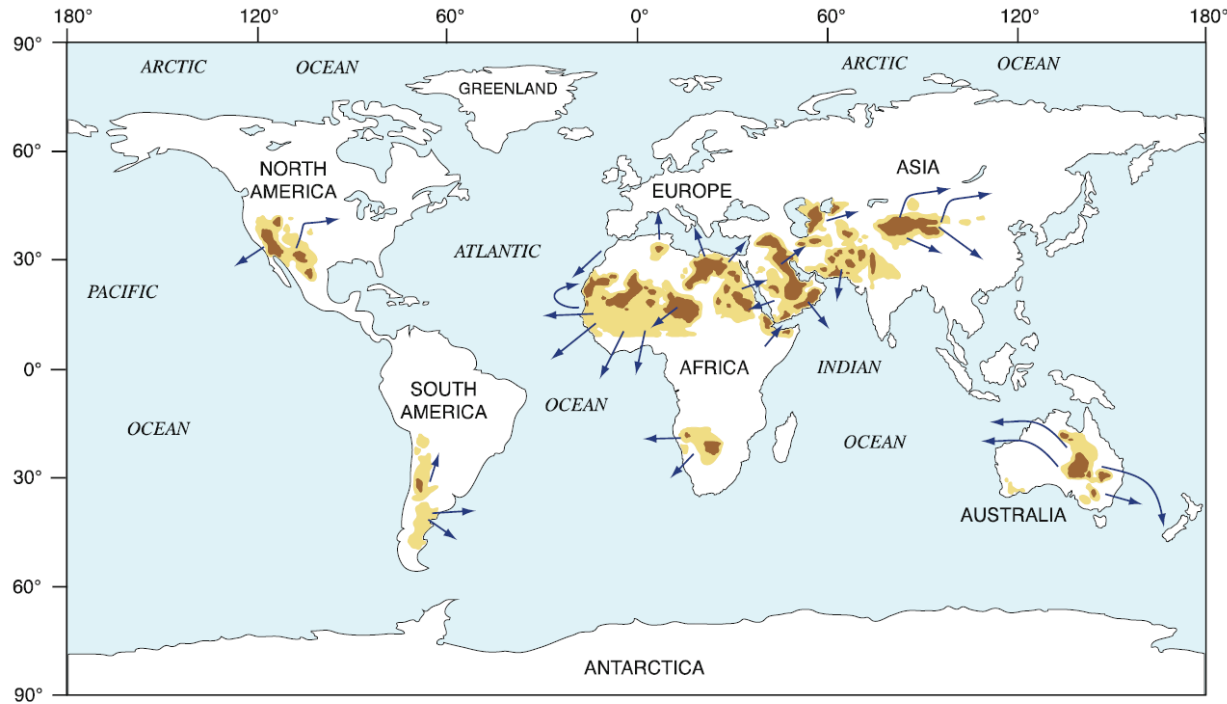 180° 120° 60° 0° 60° 120° 180°
90°
ARCTIC OCEAN ARCTIC OCEAN
GREENLAND
60°
NORTH
AMERICA
ASIA
EUROPE
ATLANTIC
30°
PACIFIC
0°
AFRICA
INDIAN
SOUTH
AMERICA
OCEAN
OCEAN
OCEAN
30°
AUSTRALIA
60°
ANTARCTICA
90°